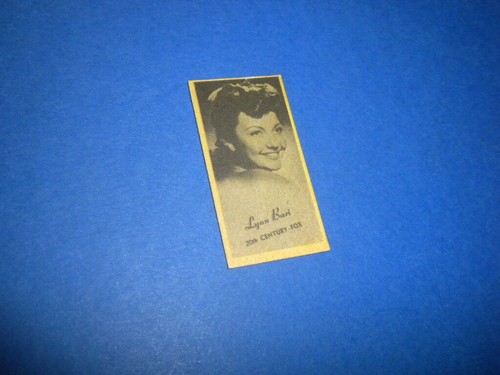 Lynn Bari
20th CENTURY-FOX